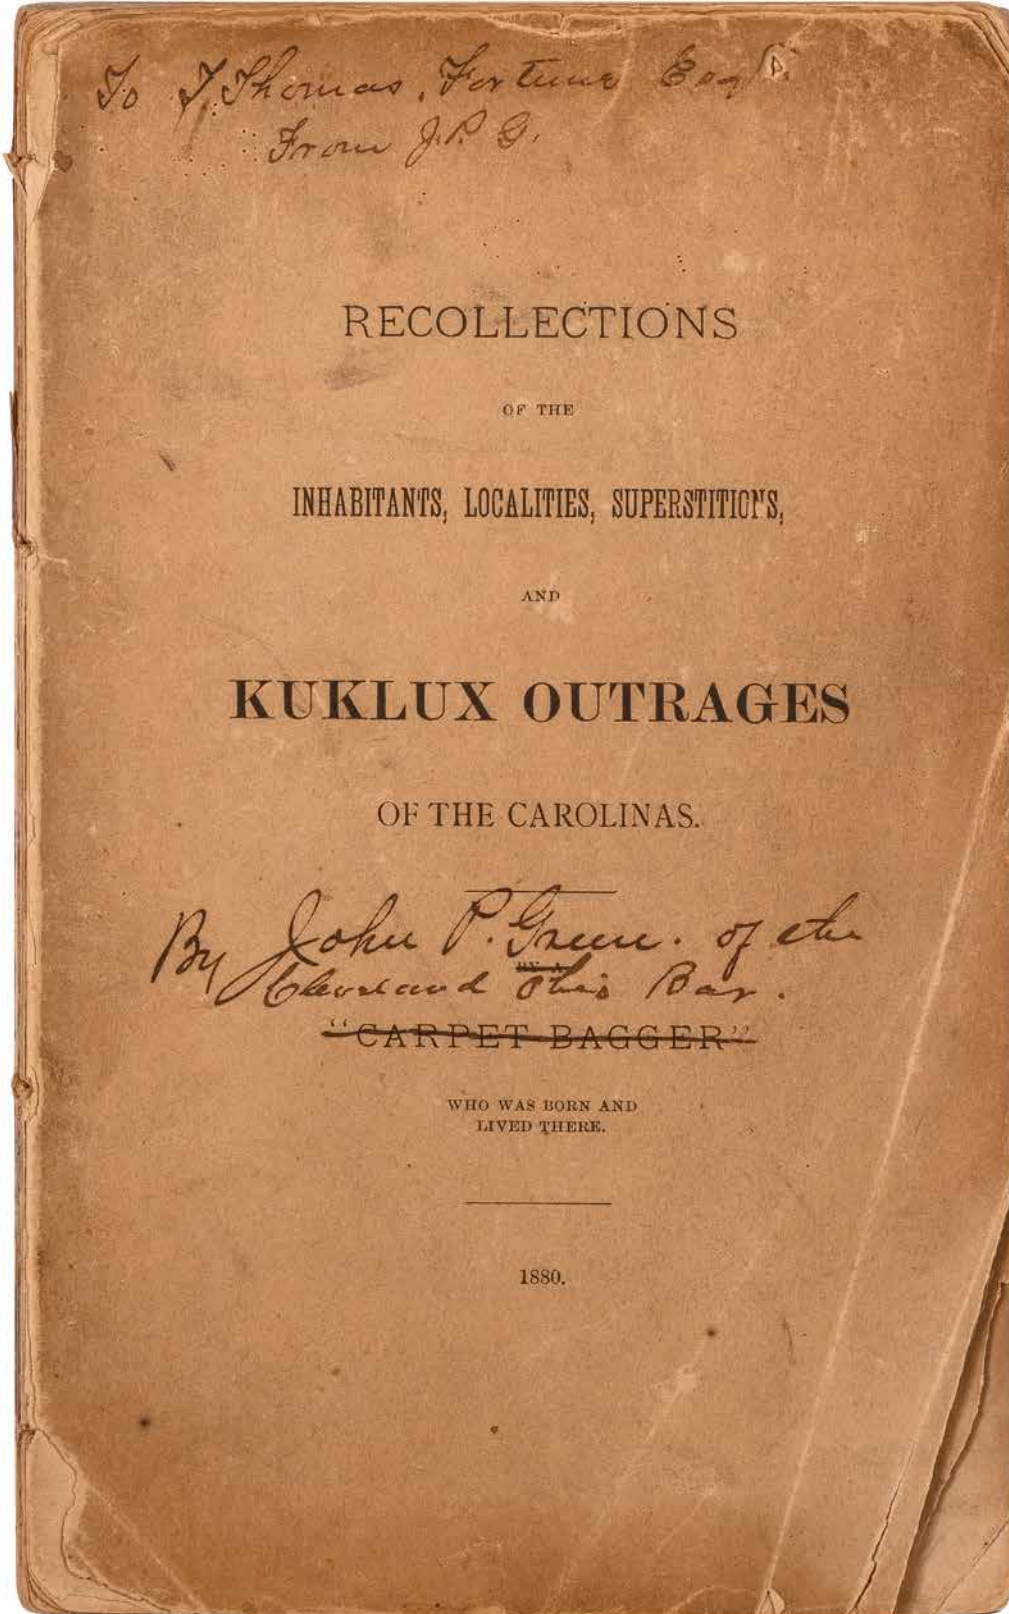 To T Thomas Fortune Esqr
From J. P. G.
RECOLLECTIONS
OF THE
INHABITANTS, LOCALITIES, SUPERSTITIONS,
AND
KUKLUX OUTRAGES
OF THE CAROLINAS.
By John P. Green. of the
BY A
Cleveland Ohio Bar.
"CARPET BAGGER"
WHO WAS BORN AND
LIVED THERE.
1880.